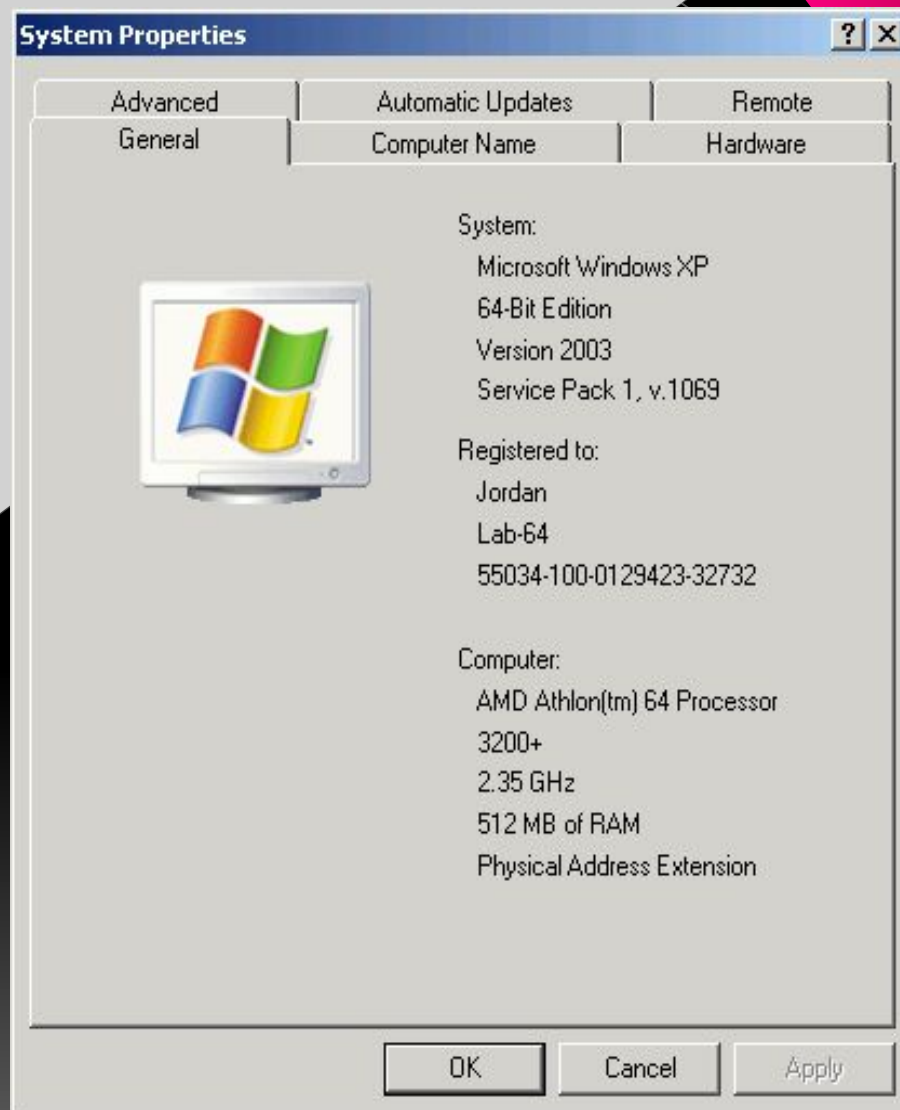 System Properties
Advanced Automatic Updates Remote
General Computer Name Hardware
System:
Microsoft Windows XP
64-Bit Edition
Version 2003
Service Pack 1, v.1069
Registered to:
Jordan
Lab-64
55034-100-0129423-32732
Computer:
AMD Athlon(tm) 64 Processor
3200+
2.35 GHz
512 MB of RAM
Physical Address Extension
OK Cancel Apply